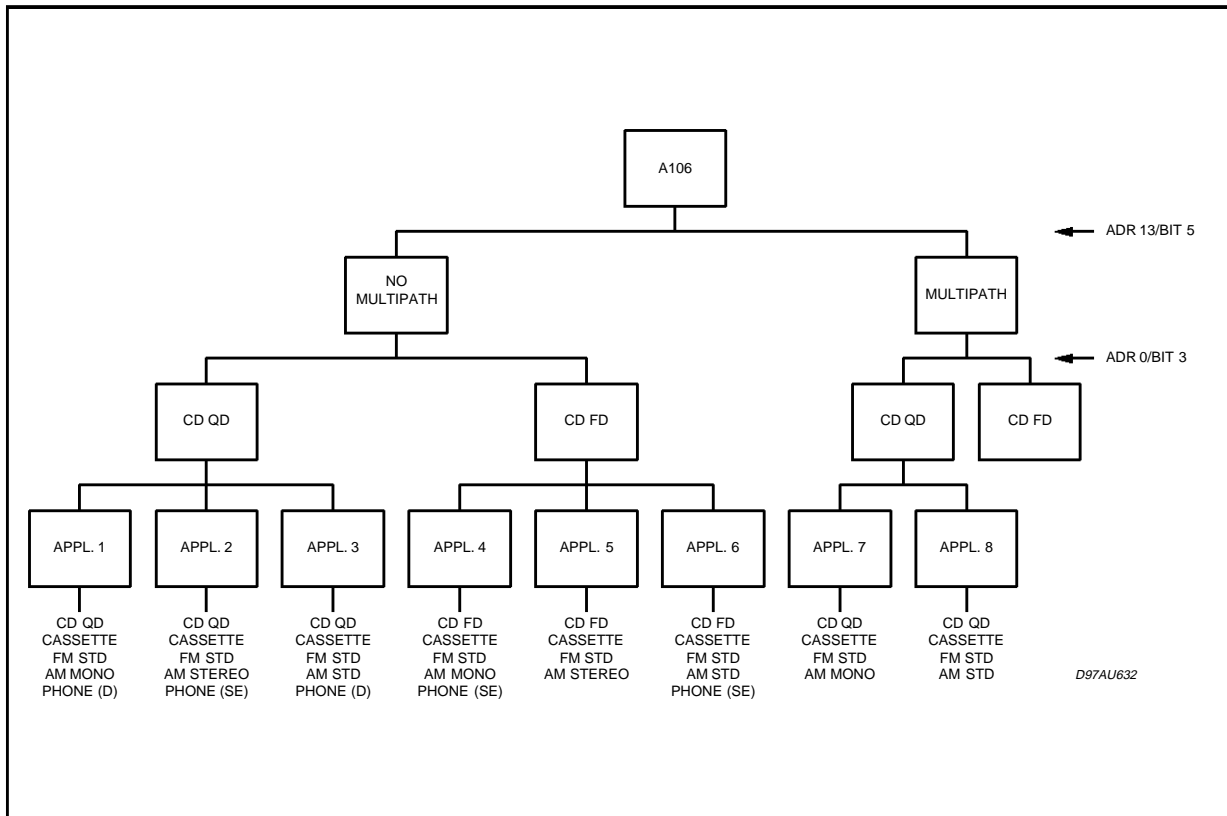 A106
ADR 13/BIT 5
NO
MULTIPATH
MULTIPATH
ADR 0/BIT 3
CD QD
CD FD
CD QD
CD FD
APPL. 1
APPL. 2
APPL. 3
APPL. 4
APPL. 5
APPL. 6
APPL. 7
APPL. 8
CD QD
CASSETTE
FM STD
AM MONO
PHONE (D)
CD QD
CASSETTE
FM STD
AM STEREO
PHONE (SE)
CD QD
CASSETTE
FM STD
AM STD
PHONE (D)
CD FD
CASSETTE
FM STD
AM MONO
PHONE (SE)
CD FD
CASSETTE
FM STD
AM STEREO
CD FD
CASSETTE
FM STD
AM STD
PHONE (SE)
CD QD
CASSETTE
FM STD
AM MONO
CD QD
CASSETTE
FM STD
AM STD
D97AU632